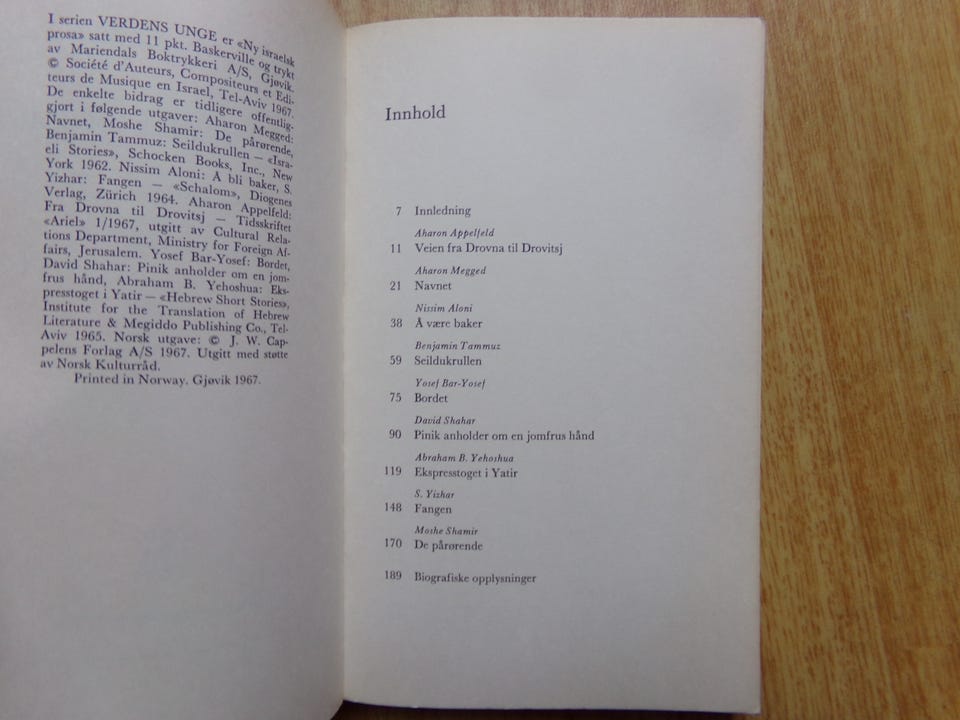 I serien VERDENS UNGE er «Ny israelsk
prosa» satt med 11 pkt. Baskerville og trykt
av Mariendals Boktrykkeri A/S, Gjøvik.
© Société d'Auteurs, Compositeurs et Edi-
teurs de Musique en Israel, Tel-Aviv 1967.
De enkelte bidrag er tidligere offentlig-
gjort i følgende utgaver: Aharon Megged:
Navnet, Moshe Shamir: De pårørende,
Benjamin Tammuz: Seildukrullen — «Isra-
eli Stories», Schocken Books, Inc., New
York 1962. Nissim Aloni: Å bli baker, S.
Yizhar: Fangen — «Schalom», Diogenes
Verlag, Zürich 1964. Aharon Appelfeld:
Fra Drovna til Drovitsj — Tidsskriftet
«Ariel» 1/1967, utgitt av Cultural Rela-
tions Department, Ministry for Foreign Af-
fairs, Jerusalem. Yosef Bar-Yosef: Bordet,
David Shahar: Pinik anholder om en jom-
frus hånd, Abraham B. Yehoshua: Eks-
presstoget i Yatir — «Hebrew Short Stories»,
Institute for the Translation of Hebrew
Literature & Megiddo Publishing Co., Tel-
Aviv 1965. Norsk utgave: © J. W. Cap-
pelens Forlag A/S 1967. Utgitt med støtte
av Norsk Kulturråd.
Printed in Norway. Gjøvik 1967.
Innhold
7 Innledning
Aharon Appelfeld
11 Veien fra Drovna til Drovitsj
Aharon Megged
21 Navnet
Nissim Aloni
38 Å være baker
Benjamin Tammuz
59 Seildukrullen
Yosef Bar-Yosef
75 Bordet
David Shahar
90 Pinik anholder om en jomfrus hånd
Abraham B. Yehoshua
119 Ekspresstoget i Yatir
S. Yizhar
148 Fangen
Moshe Shamir
170 De pårørende
189 Biografiske opplysninger